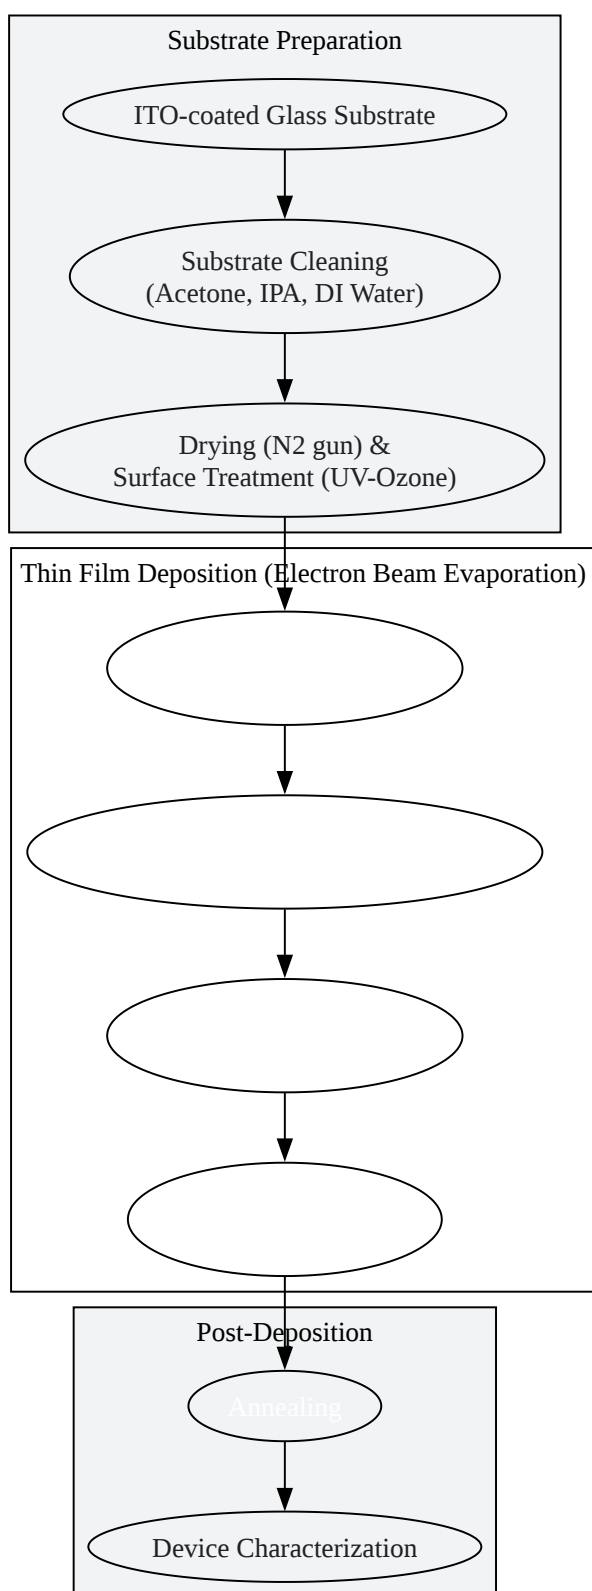 Substrate Preparation
ITO-coated Glass Substrate
Substrate Cleaning
(Acetone, IPA, DI Water)
Drying (N2 gun) &
Surface Treatment (UV-Ozone)
Thin Film Deposition (Electron Beam Evaporation)
Post-Deposition
Annealing
Device Characterization